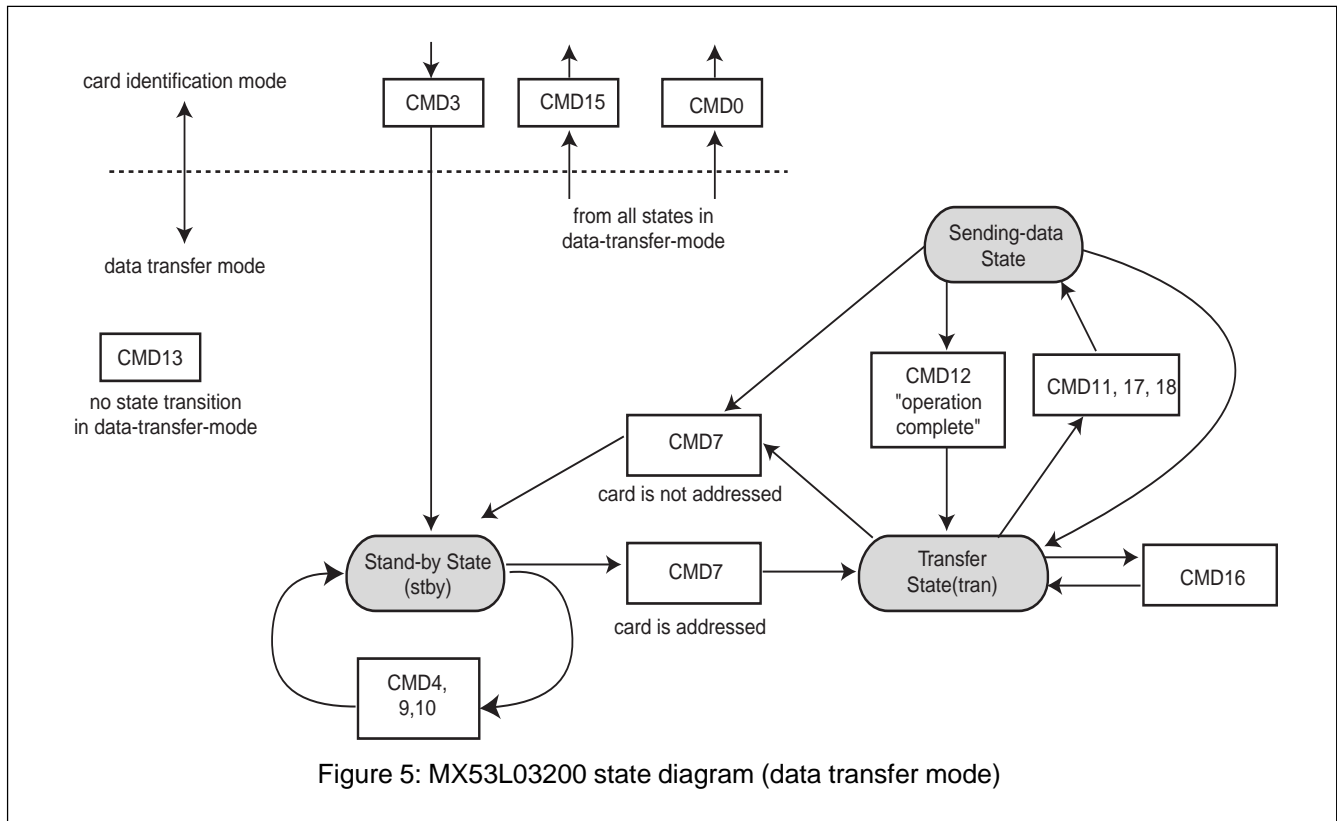 card identification mode
CMD3
CMD15
CMD0
from all states in
data-transfer-mode
data transfer mode
Sending-data
State
CMD13
no state transition
in data-transfer-mode
CMD12
"operation
complete"
CMD11, 17, 18
CMD7
card is not addressed
Stand-by State
(stby)
CMD7
card is addressed
Transfer
State(tran)
CMD16
CMD4,
9,10
Figure 5: MX53L03200 state diagram (data transfer mode)